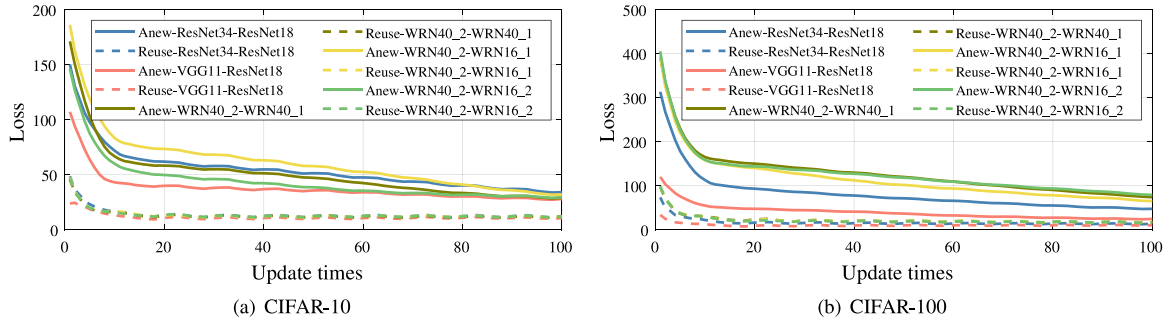 200
150
100
50
0
Loss
Anew-ResNet34-ResNet18
Reuse-ResNet34-ResNet18
Anew-VGG11-ResNet18
Reuse-VGG11-ResNet18
Anew-WRN40_2-WRN40_1
Reuse-WRN40_2-WRN40_1
Anew-WRN40_2-WRN16_1
Reuse-WRN40_2-WRN16_1
Anew-WRN40_2-WRN16_2
Reuse-WRN40_2-WRN16_2
0 20 40 60 80 100
Update times
(a) CIFAR-10
500
400
300
200
100
0
Loss
Anew-ResNet34-ResNet18
Reuse-ResNet34-ResNet18
Anew-VGG11-ResNet18
Reuse-VGG11-ResNet18
Anew-WRN40_2-WRN40_1
Reuse-WRN40_2-WRN40_1
Anew-WRN40_2-WRN16_1
Reuse-WRN40_2-WRN16_1
Anew-WRN40_2-WRN16_2
Reuse-WRN40_2-WRN16_2
0 20 40 60 80 100
Update times
(b) CIFAR-100